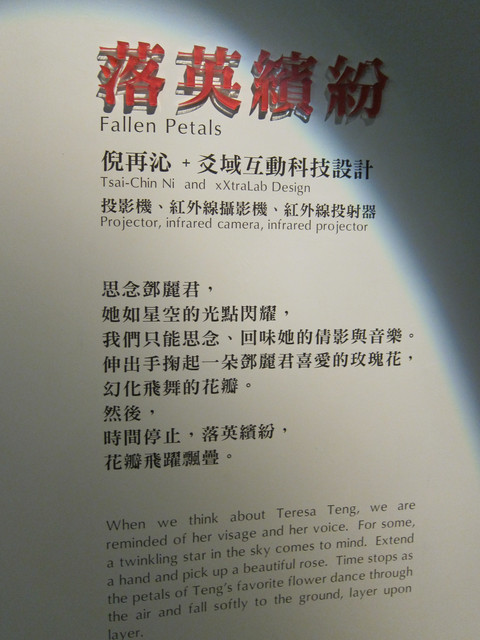 落英繽紛
Fallen Petals
倪再沁 + 爻域互動科技設計
Tsai-Chin Ni and xXtraLab Design
投影機、紅外線攝影機、紅外線投射器
Projector, infrared camera, infrared projector
思念鄧麗君，
她如星空的光點閃耀，
我們只能思念、回味她的倩影與音樂。
伸出手掬起一朵鄧麗君喜愛的玫瑰花，
幻化飛舞的花瓣。
然後，
時間停止，落英繽紛，
花瓣飛躍飄疊。
When we think about Teresa Teng, we are
reminded of her visage and her voice. For some,
a twinkling star in the sky comes to mind. Extend
a hand and pick up a beautiful rose. Time stops as
the petals of Teng's favorite flower dance through
the air and fall softly to the ground, layer upon
layer.